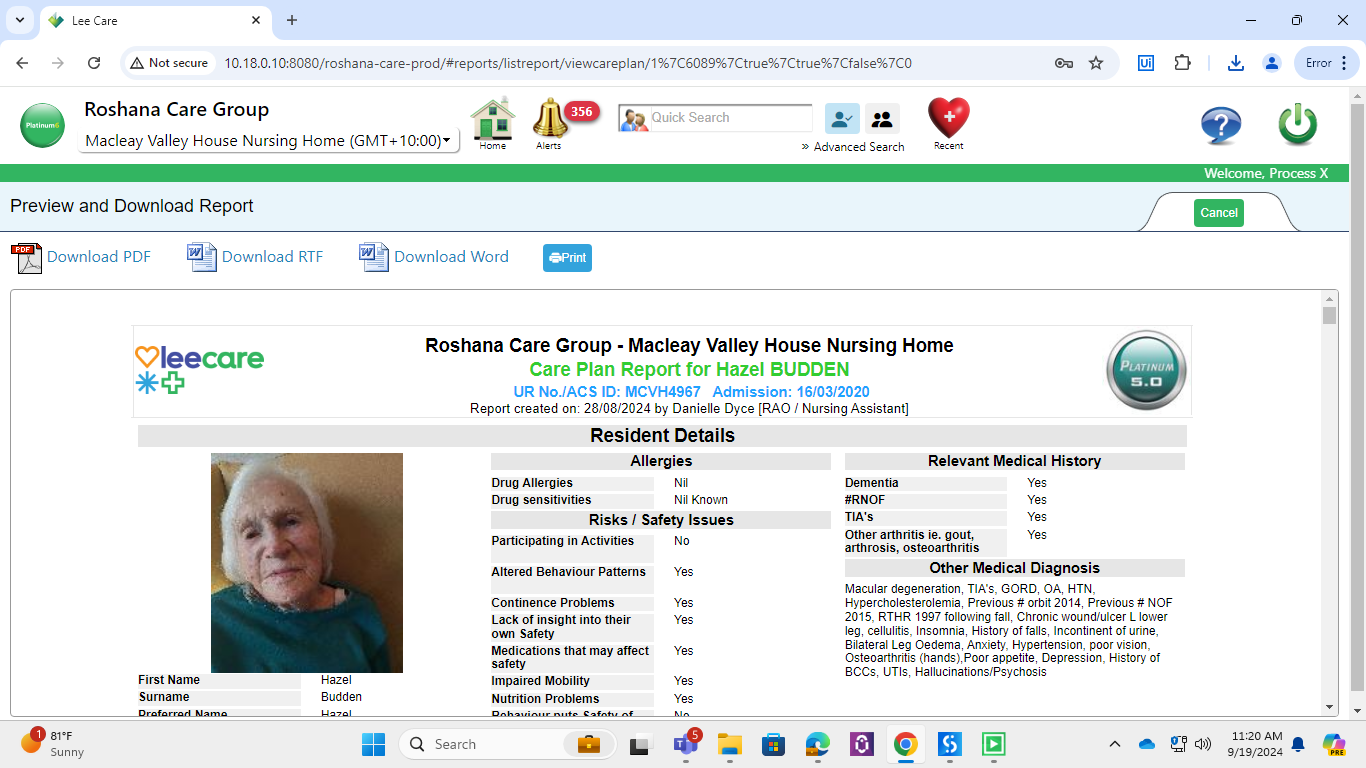 Lee Care
Not secure
10.18.0.10:8080/roshana-care-prod/#reports/listreport/viewcareplan/1%7C6089%7Ctrue%7Ctrue%7Cfalse%7C0
Ui
Error
Platinum6
Roshana Care Group
Macleay Valley House Nursing Home (GMT+10:00)
Home
356
Alerts
Quick Search
» Advanced Search
Recent
Welcome, Process X
Preview and Download Report
Cancel
PDF
Download PDF
Download RTF
Download Word
Print
leecare
Roshana Care Group - Macleay Valley House Nursing Home
Care Plan Report for Hazel BUDDEN
UR No./ACS ID: MCVH4967 Admission: 16/03/2020
Report created on: 28/08/2024 by Danielle Dyce [RAO / Nursing Assistant]
PLATINUM
5.0
Resident Details
First Name Hazel
Surname Budden
Preferred Name Hazel
Allergies
Drug Allergies Nil
Drug sensitivities Nil Known
Risks / Safety Issues
Participating in Activities No
Altered Behaviour Patterns Yes
Continence Problems Yes
Lack of insight into their Yes
own Safety
Medications that may affect Yes
safety
Impaired Mobility Yes
Nutrition Problems Yes
Behaviour puts Safety of No
Relevant Medical History
Dementia Yes
#RNOF Yes
TIA's Yes
Other arthritis ie. gout, Yes
arthrosis, osteoarthritis
Other Medical Diagnosis
Macular degeneration, TIA's, GORD, OA, HTN,
Hypercholesterolemia, Previous # orbit 2014, Previous # NOF
2015, RTHR 1997 following fall, Chronic wound/ulcer L lower
leg, cellulitis, Insomnia, History of falls, Incontinent of urine,
Bilateral Leg Oedema, Anxiety, Hypertension, poor vision,
Osteoarthritis (hands),Poor appetite, Depression, History of
BCCs, UTIs, Hallucinations/Psychosis
1
81°F
Sunny
Search
5
11:20 AM
9/19/2024
PRE